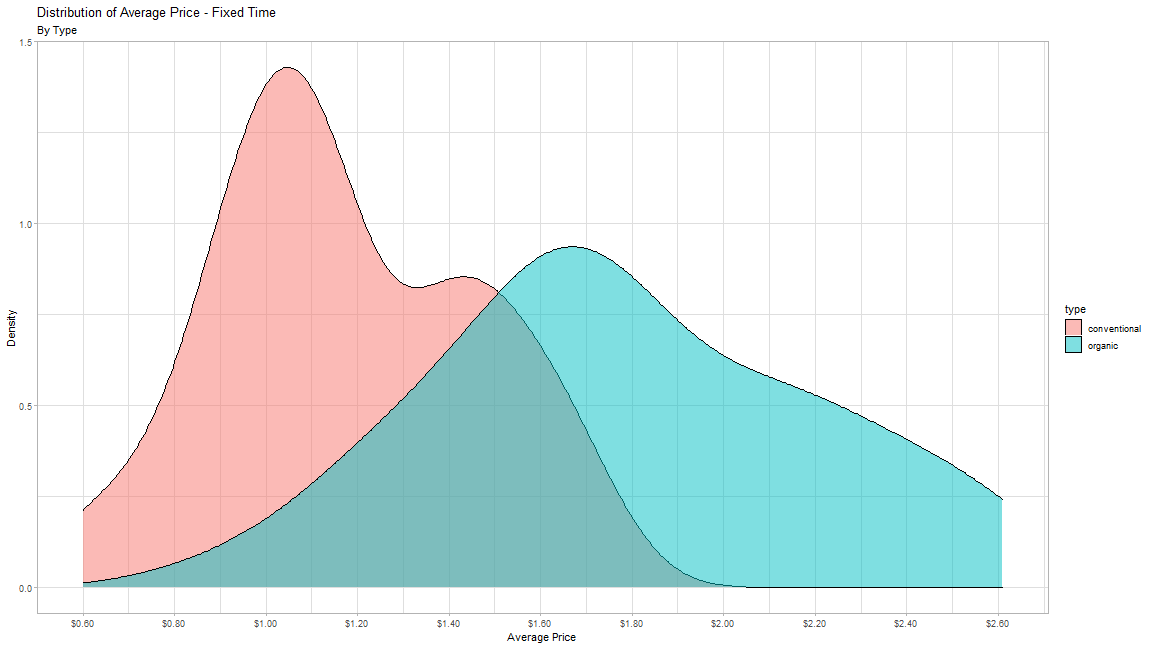 Distribution of Average Price - Fixed Time
By Type
1.5
1.0
0.5
0.0
Density
$0.60 $0.80 $1.00 $1.20 $1.40 $1.60 $1.80 $2.00 $2.20 $2.40 $2.60
Average Price
type
conventional
organic